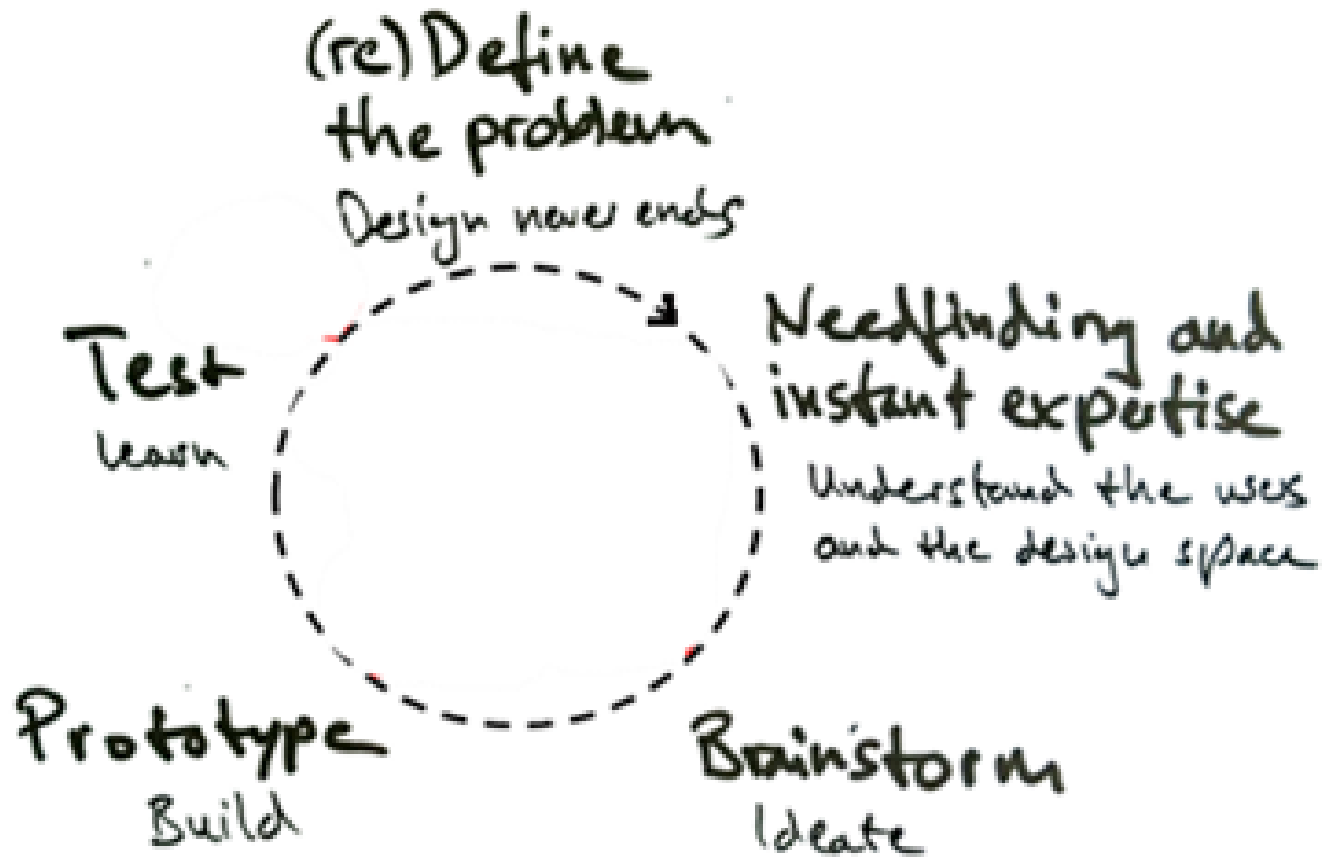 (re)Define
the problem
Design never ends
Needfinding and
instant expertise
Understand the users
and the design space
Brainstorm
Ideate
Prototype
Build
Test
Learn